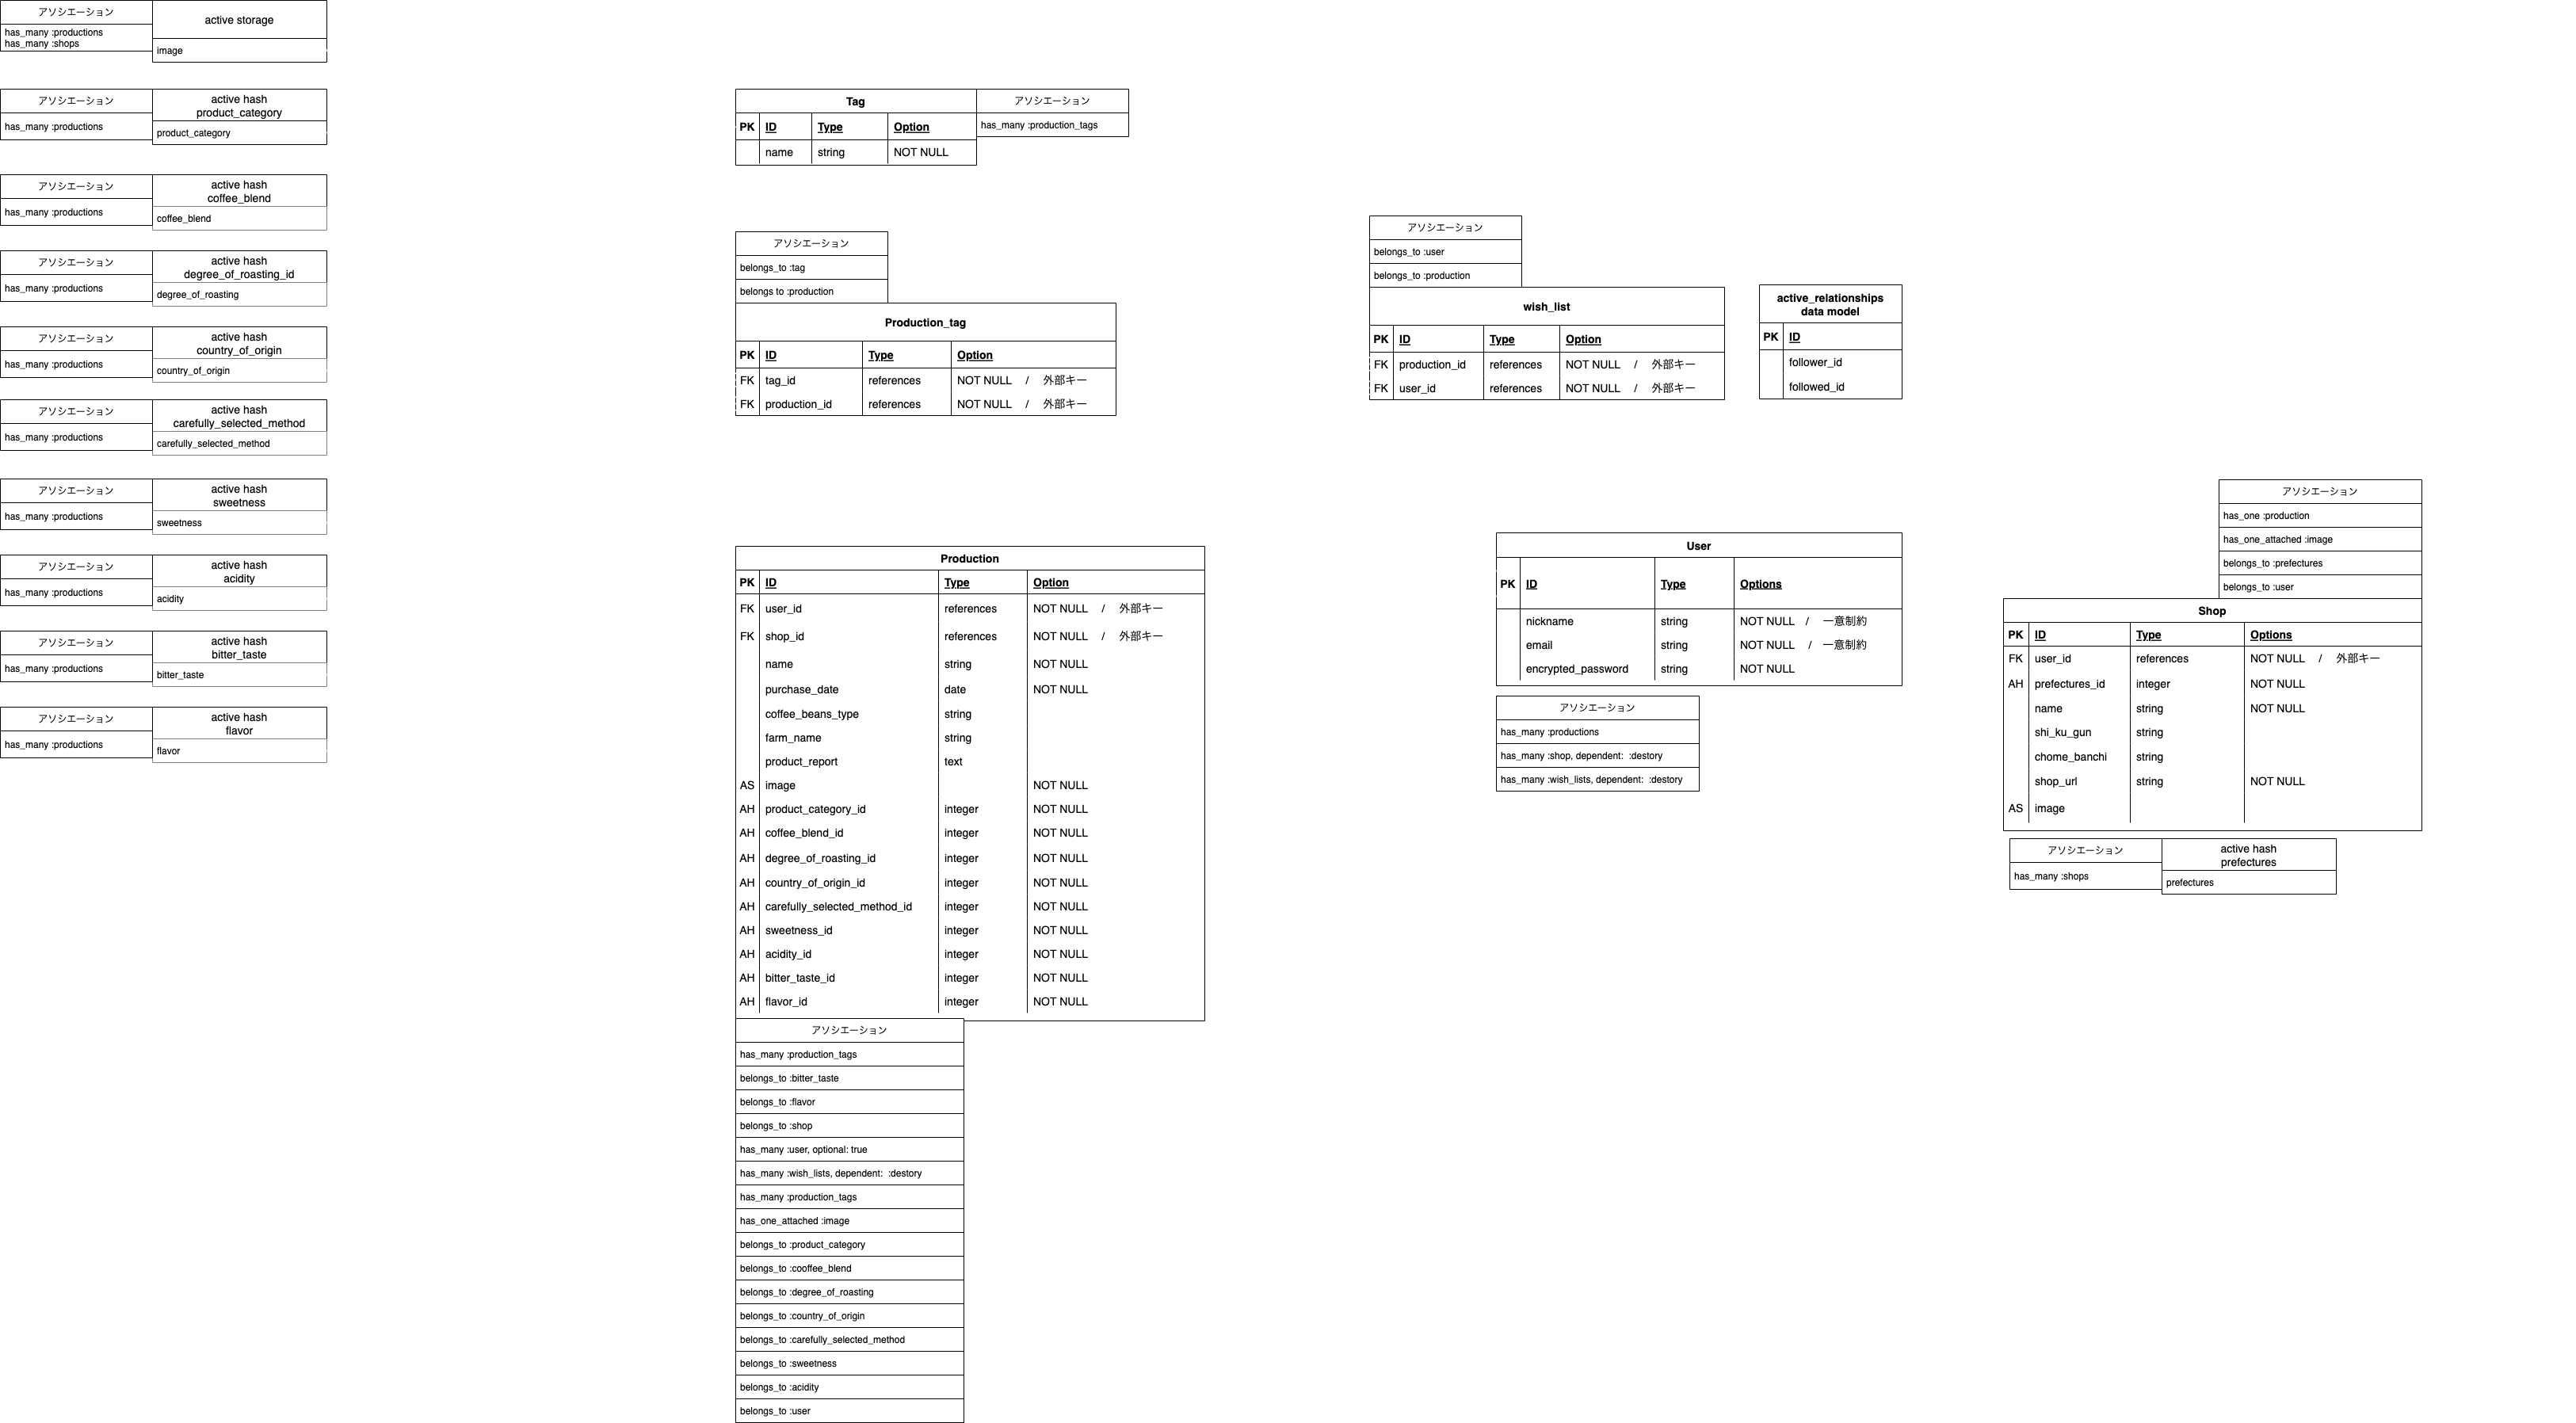 アソシエーション
has_many :productions
has_many :shops
active storage
image
アソシエーション
has_many :productions
active hash
product_category
product_category
アソシエーション
has_many :productions
active hash
coffee_blend
coffee_blend
アソシエーション
has_many :productions
active hash
degree_of_roasting_id
degree_of_roasting
アソシエーション
has_many :productions
active hash
country_of_origin
country_of_origin
アソシエーション
has_many :productions
active hash
carefully_selected_method
carefully_selected_method
アソシエーション
has_many :productions
active hash
sweetness
sweetness
アソシエーション
has_many :productions
active hash
acidity
acidity
アソシエーション
has_many :productions
active hash
bitter_taste
bitter_taste
アソシエーション
has_many :productions
active hash
flavor
flavor
Tag
PK ID Type Option
name string NOT NULL
アソシエーション
has_many :production_tags
アソシエーション
belongs_to :tag
belongs to :production
Production_tag
PK ID Type Option
FK tag_id references NOT NULL / 外部キー
FK production_id references NOT NULL / 外部キー
Production
PK ID Type Option
FK user_id references NOT NULL / 外部キー
FK shop_id references NOT NULL / 外部キー
name string NOT NULL
purchase_date date NOT NULL
coffee_beans_type string
farm_name string
product_report text
AS image NOT NULL
AH product_category_id integer NOT NULL
AH coffee_blend_id integer NOT NULL
AH degree_of_roasting_id integer NOT NULL
AH country_of_origin_id integer NOT NULL
AH carefully_selected_method_id integer NOT NULL
AH sweetness_id integer NOT NULL
AH acidity_id integer NOT NULL
AH bitter_taste_id integer NOT NULL
AH flavor_id integer NOT NULL
アソシエーション
has_many :production_tags
belongs_to :bitter_taste
belongs_to :flavor
belongs_to :shop
has_many :user, optional: true
has_many :wish_lists, dependent: :destory
has_many :production_tags
has_one_attached :image
belongs_to :product_category
belongs_to :cooffee_blend
belongs_to :degree_of_roasting
belongs_to :country_of_origin
belongs_to :carefully_selected_method
belongs_to :sweetness
belongs_to :acidity
belongs_to :user
アソシエーション
belongs_to :user
belongs_to :production
wish_list
PK ID Type Option
FK production_id references NOT NULL / 外部キー
FK user_id references NOT NULL / 外部キー
active_relationships
data model
PK ID
follower_id
followed_id
User
PK ID Type Options
nickname string NOT NULL / 一意制約
email string NOT NULL / 一意制約
encrypted_password string NOT NULL
アソシエーション
has_many :productions
has_many :shop, dependent: :destory
has_many :wish_lists, dependent: :destory
アソシエーション
has_one :production
has_one_attached :image
belongs_to :prefectures
belongs_to :user
Shop
PK ID Type Options
FK user_id references NOT NULL / 外部キー
AH prefectures_id integer NOT NULL
name string NOT NULL
shi_ku_gun string
chome_banchi string
shop_url string NOT NULL
AS image
アソシエーション
has_many :shops
active hash
prefectures
prefectures